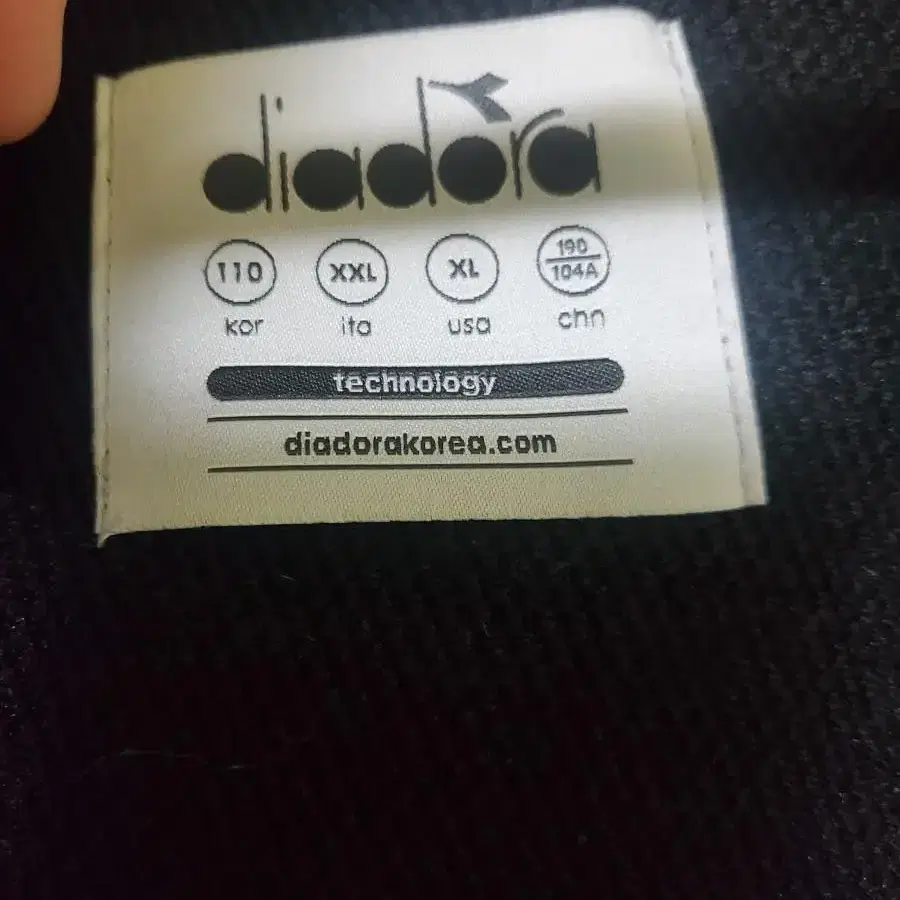 diadora
110 XXL XL 190/104A
kor ita usa chn
technology
diadorakorea.com